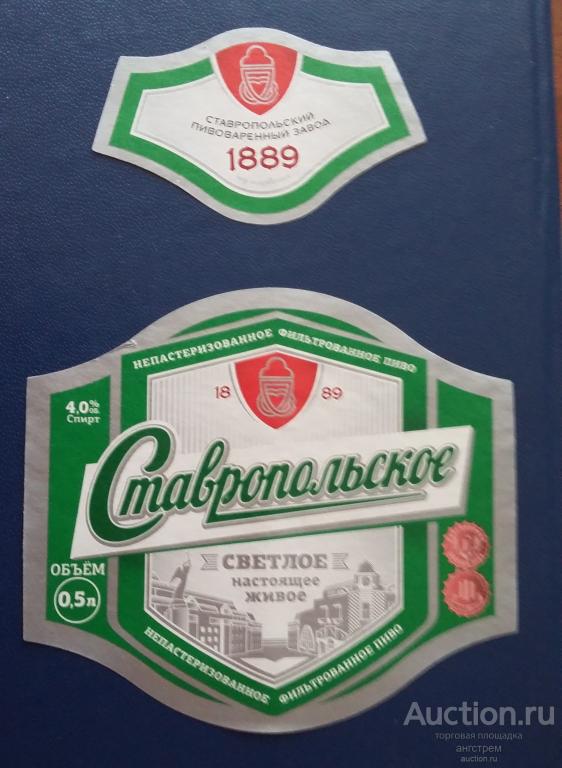 СТАВРОПОЛЬСКИЙ
ПИВОВАРЕННЫЙ ЗАВОД
1889
НЕПАСТЕРИЗОВАННОЕ ФИЛЬТРОВАННОЕ ПИВО
18 89
4,0% об.
Спирт
Ставропольское
СВЕТЛОЕ
настоящее
живое
ОБЪЁМ
0,5л
НЕПАСТЕРИЗОВАННОЕ ФИЛЬТРОВАННОЕ ПИВО
Auction.ru
торговая площадка
ангстрем
auction.ru